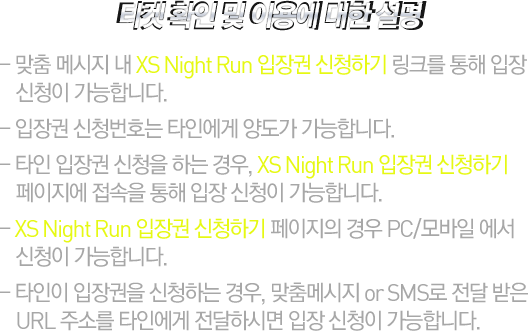 티켓 확인 및 이용에 대한 설명
- 맞춤 메시지 내 XS Night Run 입장권 신청하기 링크를 통해 입장
신청이 가능합니다.
- 입장권 신청번호는 타인에게 양도가 가능합니다.
- 타인 입장권 신청을 하는 경우, XS Night Run 입장권 신청하기
페이지에 접속을 통해 입장 신청이 가능합니다.
- XS Night Run 입장권 신청하기 페이지의 경우 PC/모바일 에서
신청이 가능합니다.
- 타인이 입장권을 신청하는 경우, 맞춤메시지 or SMS로 전달 받은
URL 주소를 타인에게 전달하시면 입장 신청이 가능합니다.